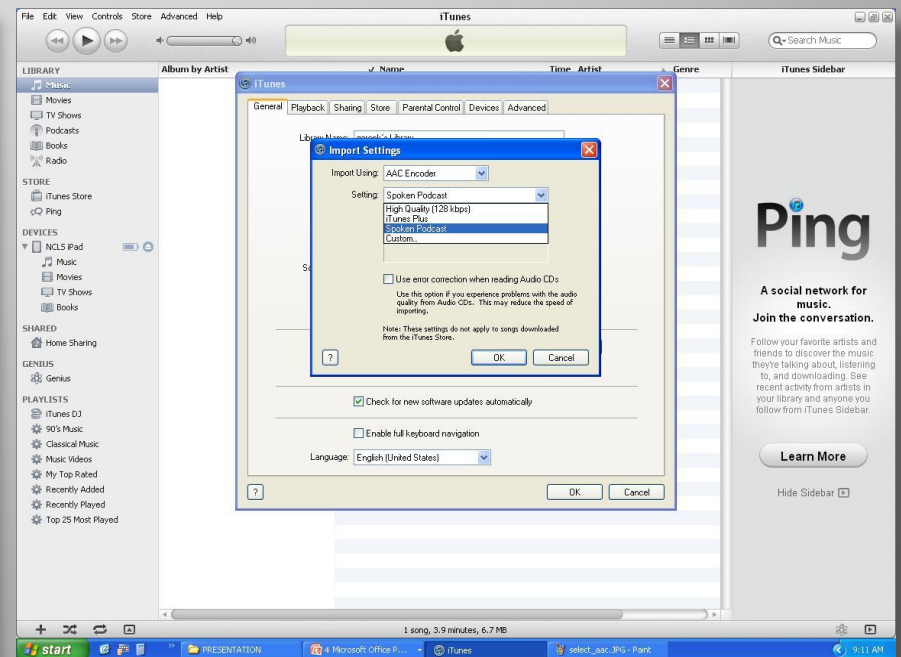 File Edit View Controls Store Advanced Help
iTunes
Search Music
LIBRARY
Music
Movies
TV Shows
Podcasts
Books
Radio
STORE
iTunes Store
Ping
DEVICES
NCLS iPad
Music
Movies
TV Shows
Books
SHARED
Home Sharing
GENIUS
Genius
PLAYLISTS
iTunes DJ
90's Music
Classical Music
Music Videos
My Top Rated
Recently Added
Recently Played
Top 25 Most Played
Album by Artist
Name
Time Artist
Genre
iTunes
General Playback Sharing Store Parental Control Devices Advanced
Import Settings
Import Using: AAC Encoder
Setting: Spoken Podcast
High Quality (128 kbps)
iTunes Plus
Spoken Podcast
Custom...
Use error correction when reading Audio CDs
Use this option if you experience problems with the audio
quality from Audio CDs. This may reduce the speed of
importing.
Note: These settings do not apply to songs downloaded
from the iTunes Store.
? OK Cancel
Check for new software updates automatically
Enable full keyboard navigation
Language: English (United States)
? OK Cancel
iTunes Sidebar
Ping
A social network for
music.
Join the conversation.
Follow your favorite artists and
friends to discover the music
they're talking about, listening
to, and downloading. See
recent activity from artists in
your library and anyone you
follow from iTunes Sidebar.
Learn More
Hide Sidebar
1 song, 3.9 minutes, 6.7 MB
start
PRESENTATION
4 Microsoft Office P...
iTunes
select_aac.JPG - Paint
9:11 AM